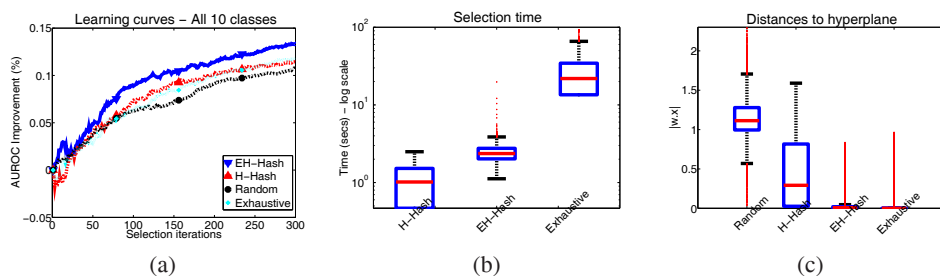 Learning curves − All 10 classes
AUROC Improvement (%)
0.15
0.1
0.05
0
−0.05
0 50 100 150 200 250 300
Selection iterations
EH−Hash
H−Hash
Random
Exhaustive
(a)
Selection time
Time (secs) − log scale
10^2
10^1
10^0
H−Hash
EH−Hash
Exhaustive
(b)
Distances to hyperplane
|w.x|
2
1.5
1
0.5
0
Random
H−Hash
EH−Hash
Exhaustive
(c)